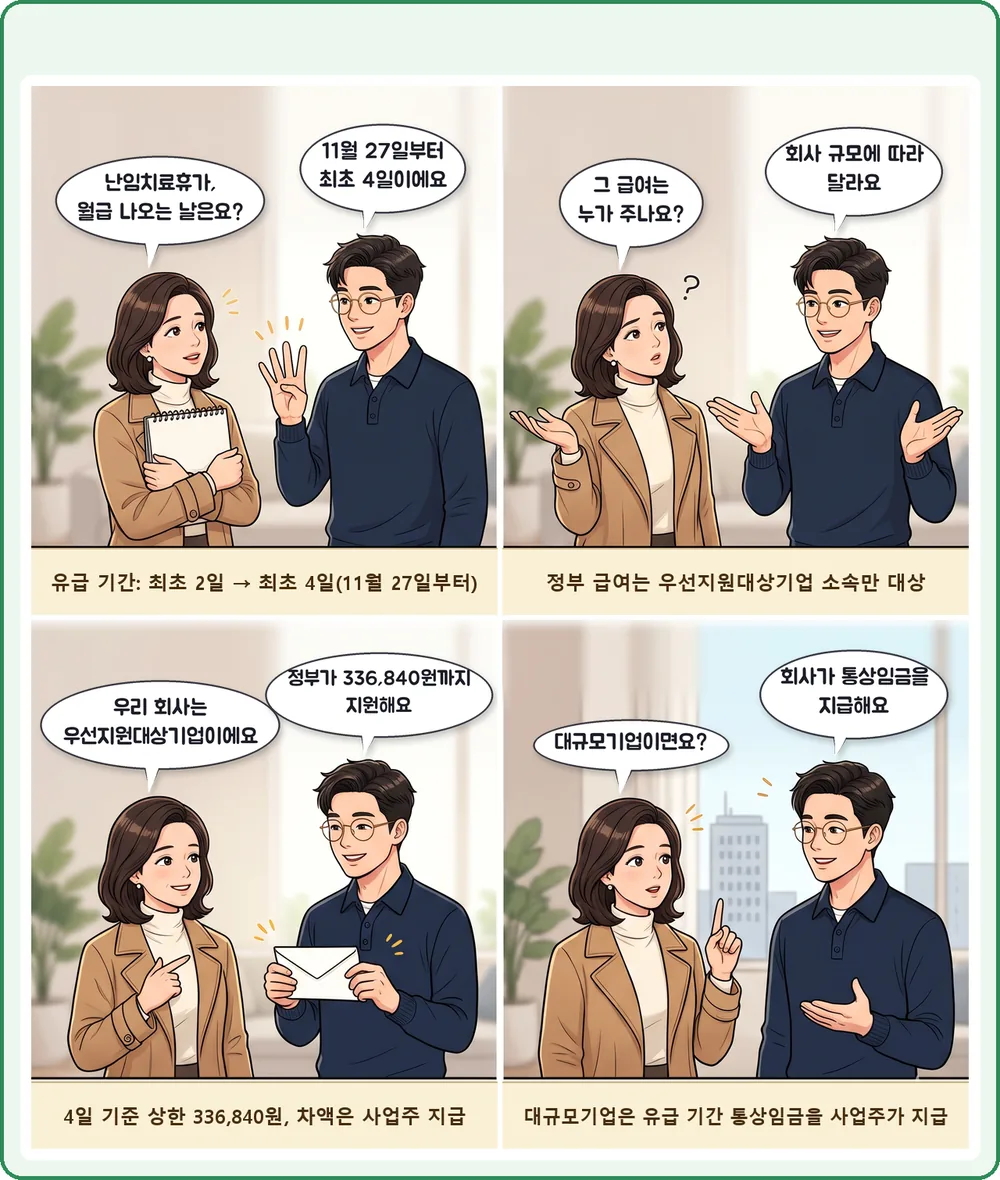 난임치료휴가,
월급 나오는 날은요?
11월 27일부터
최초 4일이에요
유급 기간: 최초 2일 → 최초 4일(11월 27일부터)
그 급여는
누가 주나요?
?
회사 규모에 따라
달라요
정부 급여는 우선지원대상기업 소속만 대상
우리 회사는
우선지원대상기업이에요
정부가 336,840원까지
지원해요
4일 기준 상한 336,840원, 차액은 사업주 지급
대규모기업이면요?
회사가 통상임금을
지급해요
대규모기업은 유급 기간 통상임금을 사업주가 지급